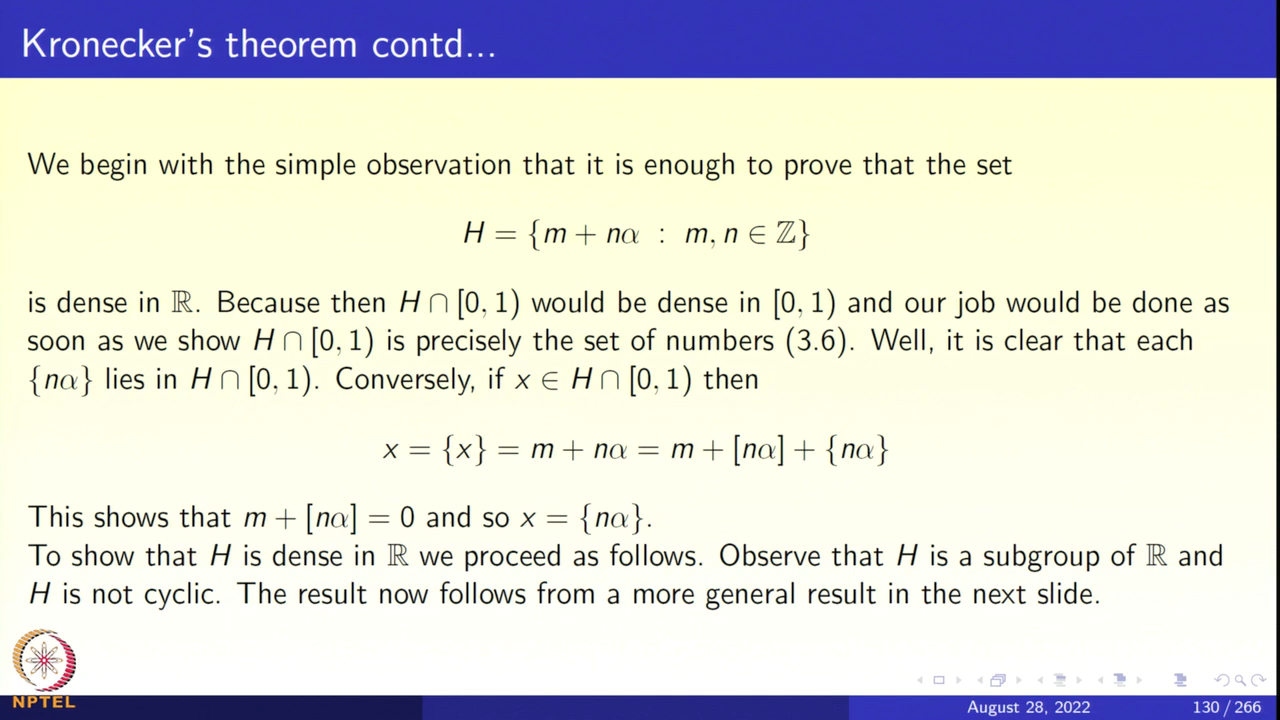 Kronecker's theorem contd...
We begin with the simple observation that it is enough to prove that the set
H = {m + nα : m, n ∈ ℤ}
is dense in ℝ. Because then H ∩ [0, 1) would be dense in [0, 1) and our job would be done as
soon as we show H ∩ [0, 1) is precisely the set of numbers (3.6). Well, it is clear that each
{nα} lies in H ∩ [0, 1). Conversely, if x ∈ H ∩ [0, 1) then
x = {x} = m + nα = m + [nα] + {nα}
This shows that m + [nα] = 0 and so x = {nα}.
To show that H is dense in ℝ we proceed as follows. Observe that H is a subgroup of ℝ and
H is not cyclic. The result now follows from a more general result in the next slide.
NPTEL
August 28, 2022 130 / 266